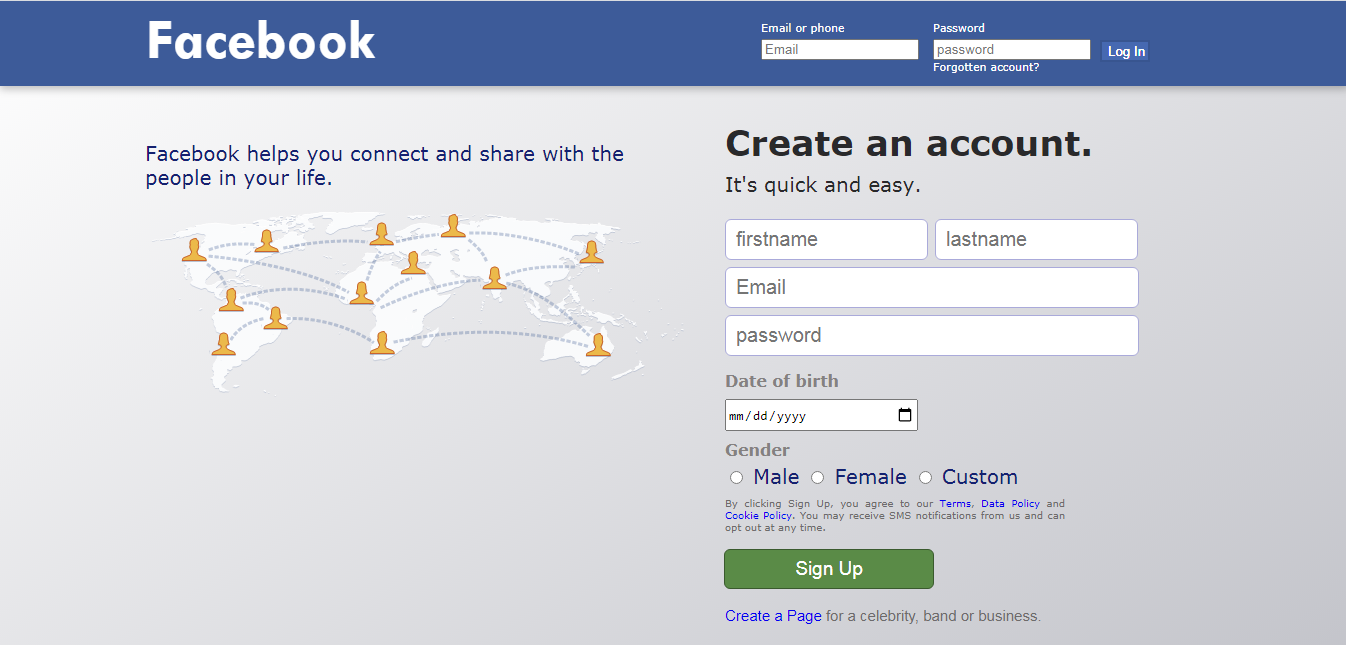 Facebook
Email or phone
Password
Email
password
Log In
Forgotten account?
Facebook helps you connect and share with the
people in your life.
Create an account.
It's quick and easy.
firstname
lastname
Email
password
Date of birth
mm/dd/yyyy
Gender
Male Female Custom
By clicking Sign Up, you agree to our Terms, Data Policy and
Cookie Policy. You may receive SMS notifications from us and can
opt out at any time.
Sign Up
Create a Page for a celebrity, band or business.